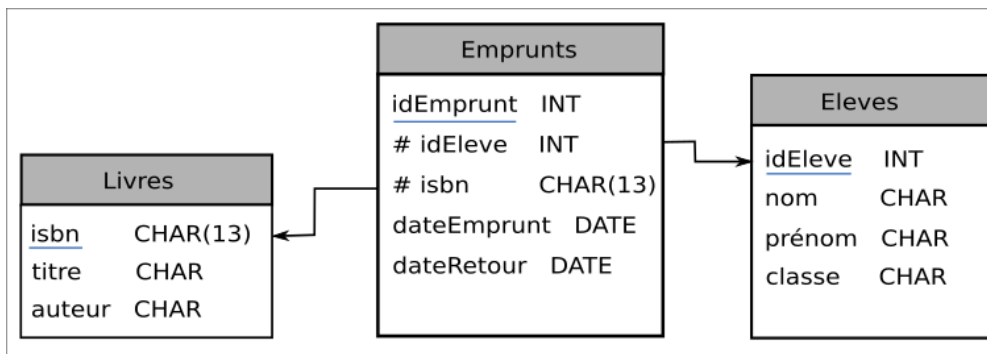 Livres
isbn CHAR(13)
titre CHAR
auteur CHAR
Emprunts
idEmprunt INT
# idEleve INT
# isbn CHAR(13)
dateEmprunt DATE
dateRetour DATE
Eleves
idEleve INT
nom CHAR
prénom CHAR
classe CHAR